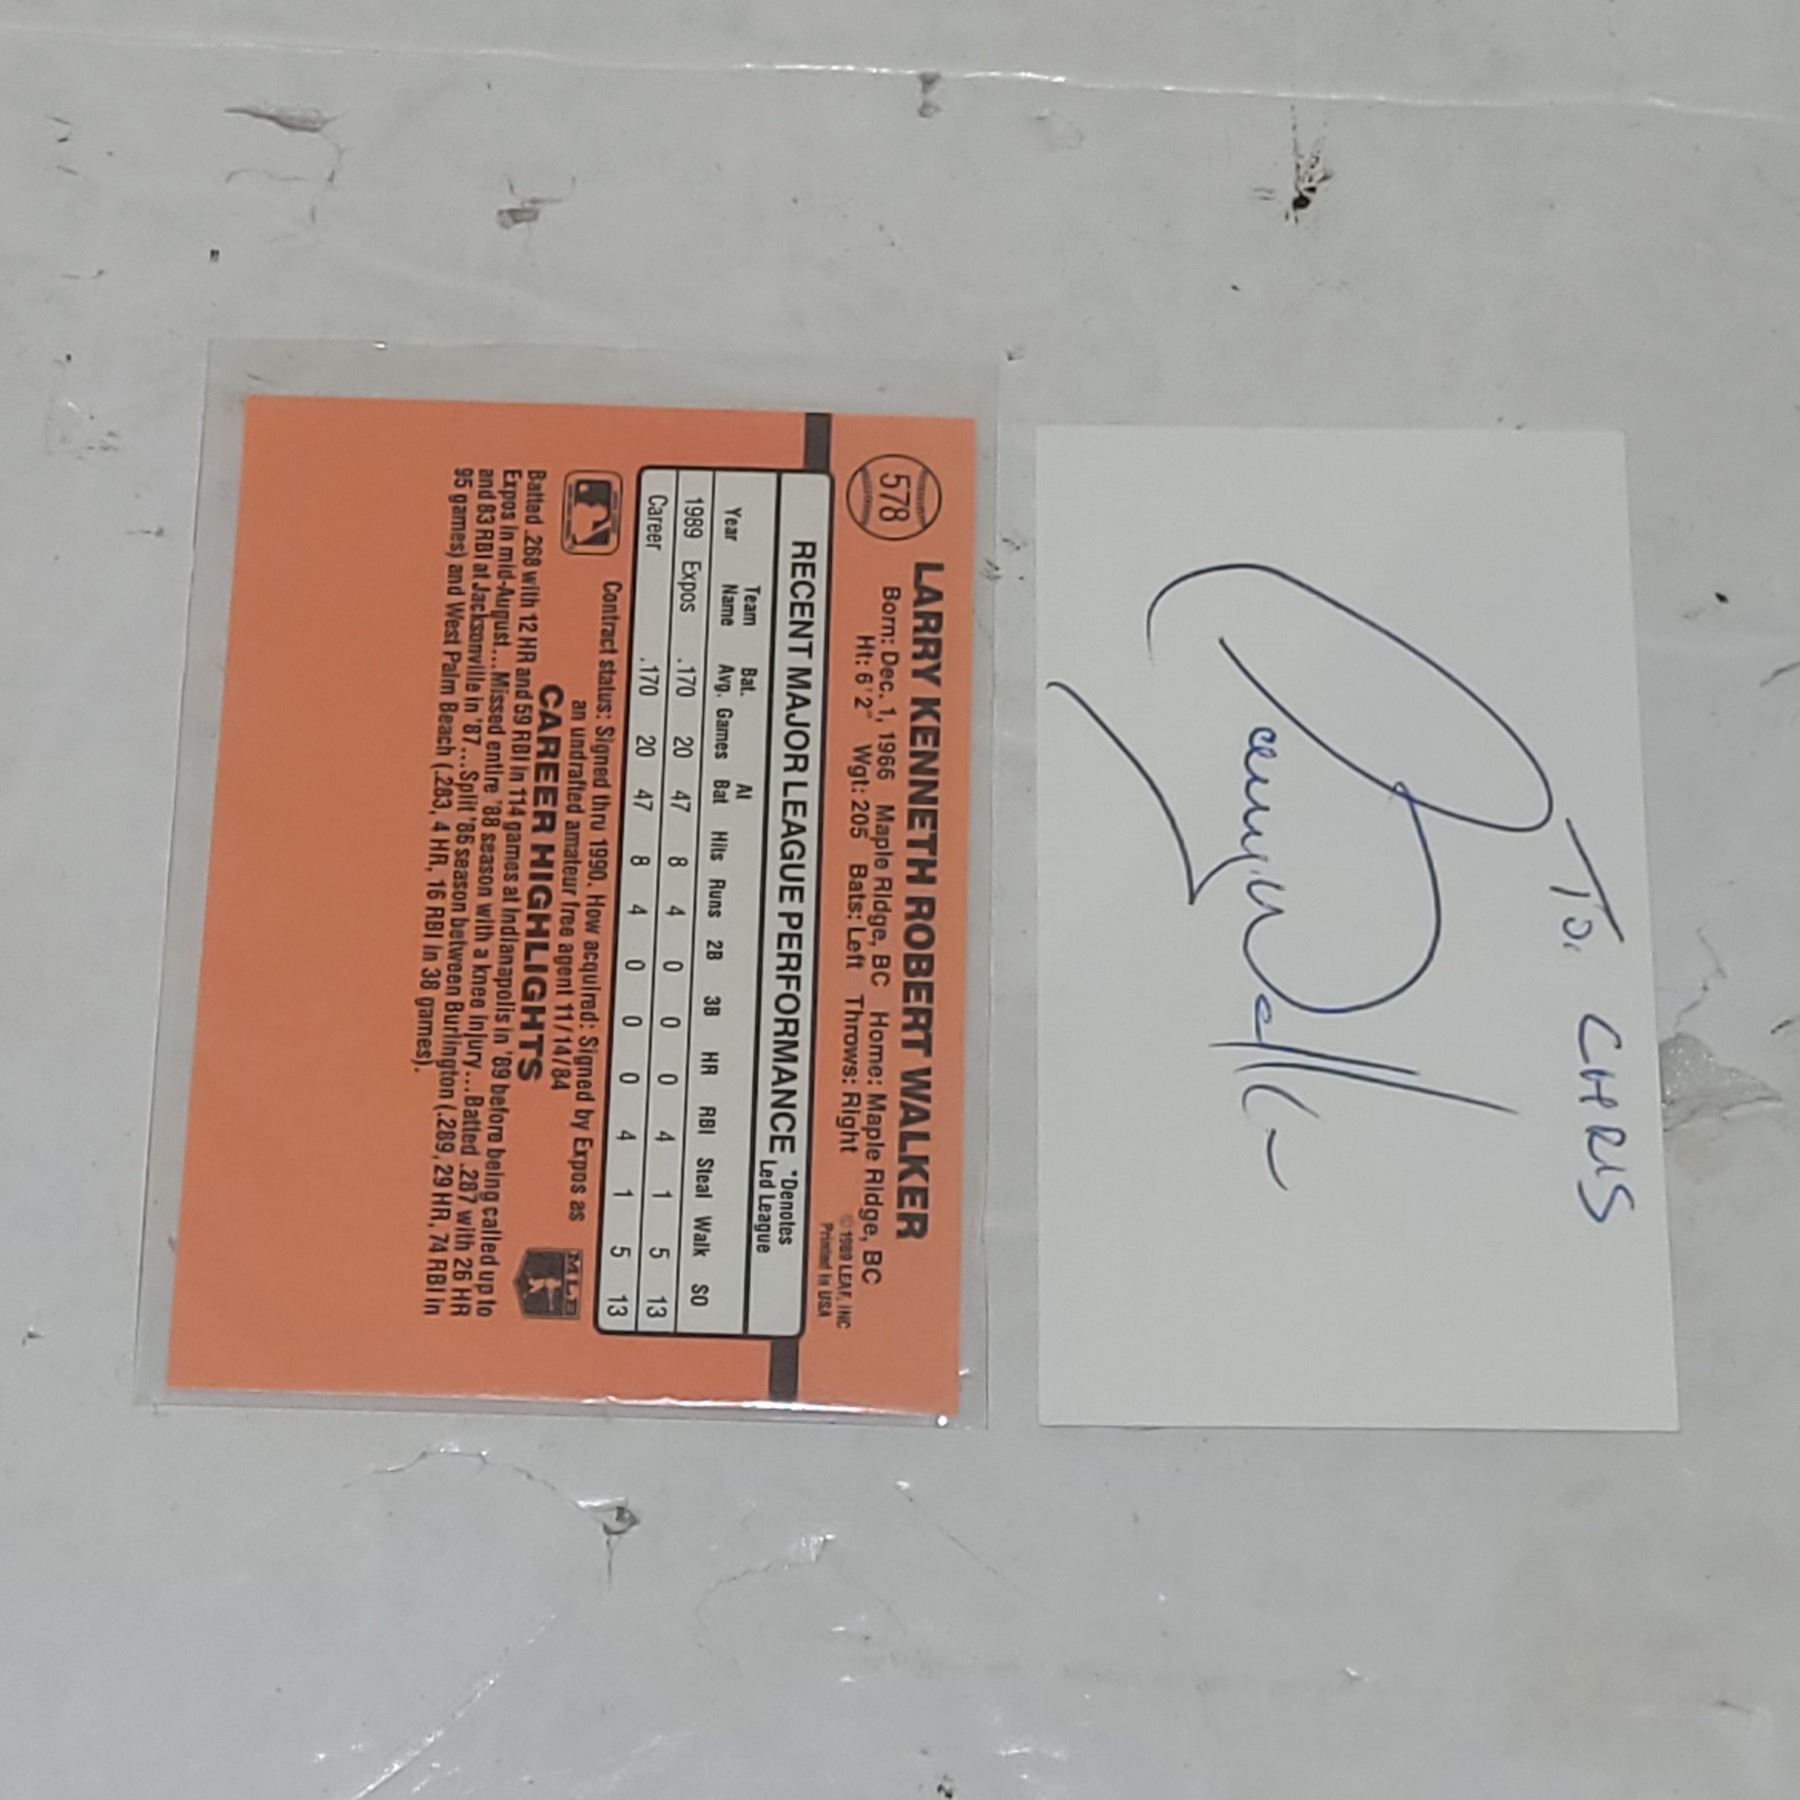 To: CHRIS
578
LARRY KENNETH ROBERT WALKER
Born: Dec. 1, 1966 Maple Ridge, BC Home: Maple Ridge, BC
Ht: 6'2" Wgt: 205 Bats: Left Throws: Right
© 1989 LEAF, INC
Printed in USA
RECENT MAJOR LEAGUE PERFORMANCE *Denotes Led League
Year Team Name Bat. Avg. Games At Bat Hits Runs 2B 3B HR RBI Steal Walk SO
1989 Expos .170 20 47 8 4 0 0 0 4 1 5 13
Career .170 20 47 8 4 0 0 0 4 1 5 13
Contract status: Signed thru 1990. How acquired: Signed by Expos as
an undrafted amateur free agent 11/14/84
MLB
CAREER HIGHLIGHTS
Batted .268 with 12 HR and 59 RBI in 114 games at Indianapolis in '89 before being called up to
Expos in mid-August...Missed entire '88 season with a knee injury...Batted .287 with 26 HR
and 83 RBI at Jacksonville in '87...Split '86 season between Burlington (.289, 29 HR, 74 RBI in
95 games) and West Palm Beach (.283, 4 HR, 16 RBI in 38 games).